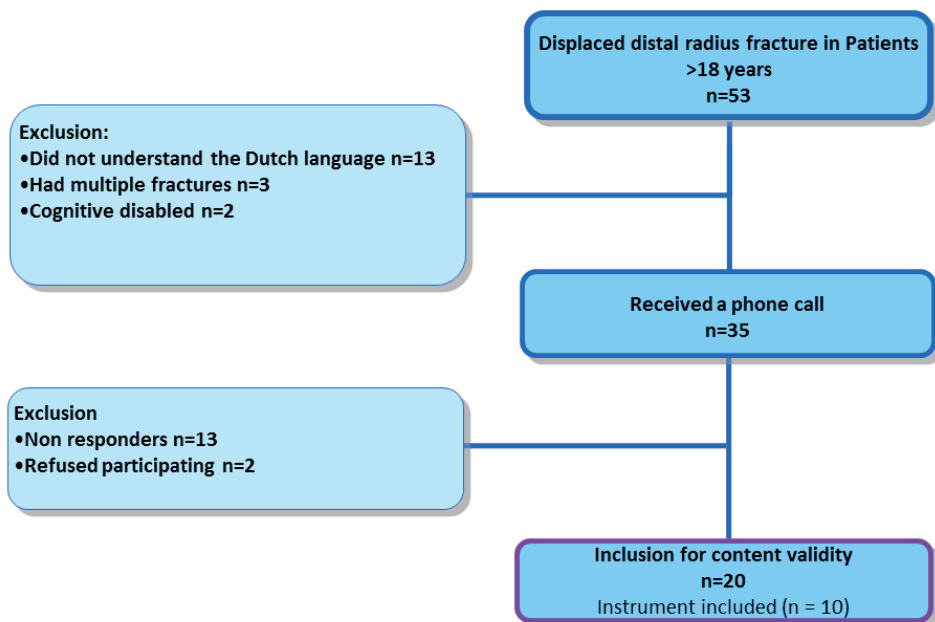 Displaced distal radius fracture in Patients
>18 years
n=53
Exclusion:
•Did not understand the Dutch language n=13
•Had multiple fractures n=3
•Cognitive disabled n=2
Received a phone call
n=35
Exclusion
•Non responders n=13
•Refused participating n=2
Inclusion for content validity
n=20
Instrument included (n = 10)